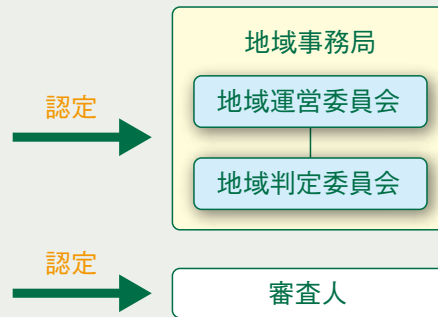 地域事務局
認定
地域運営委員会
地域判定委員会
認定
審査人